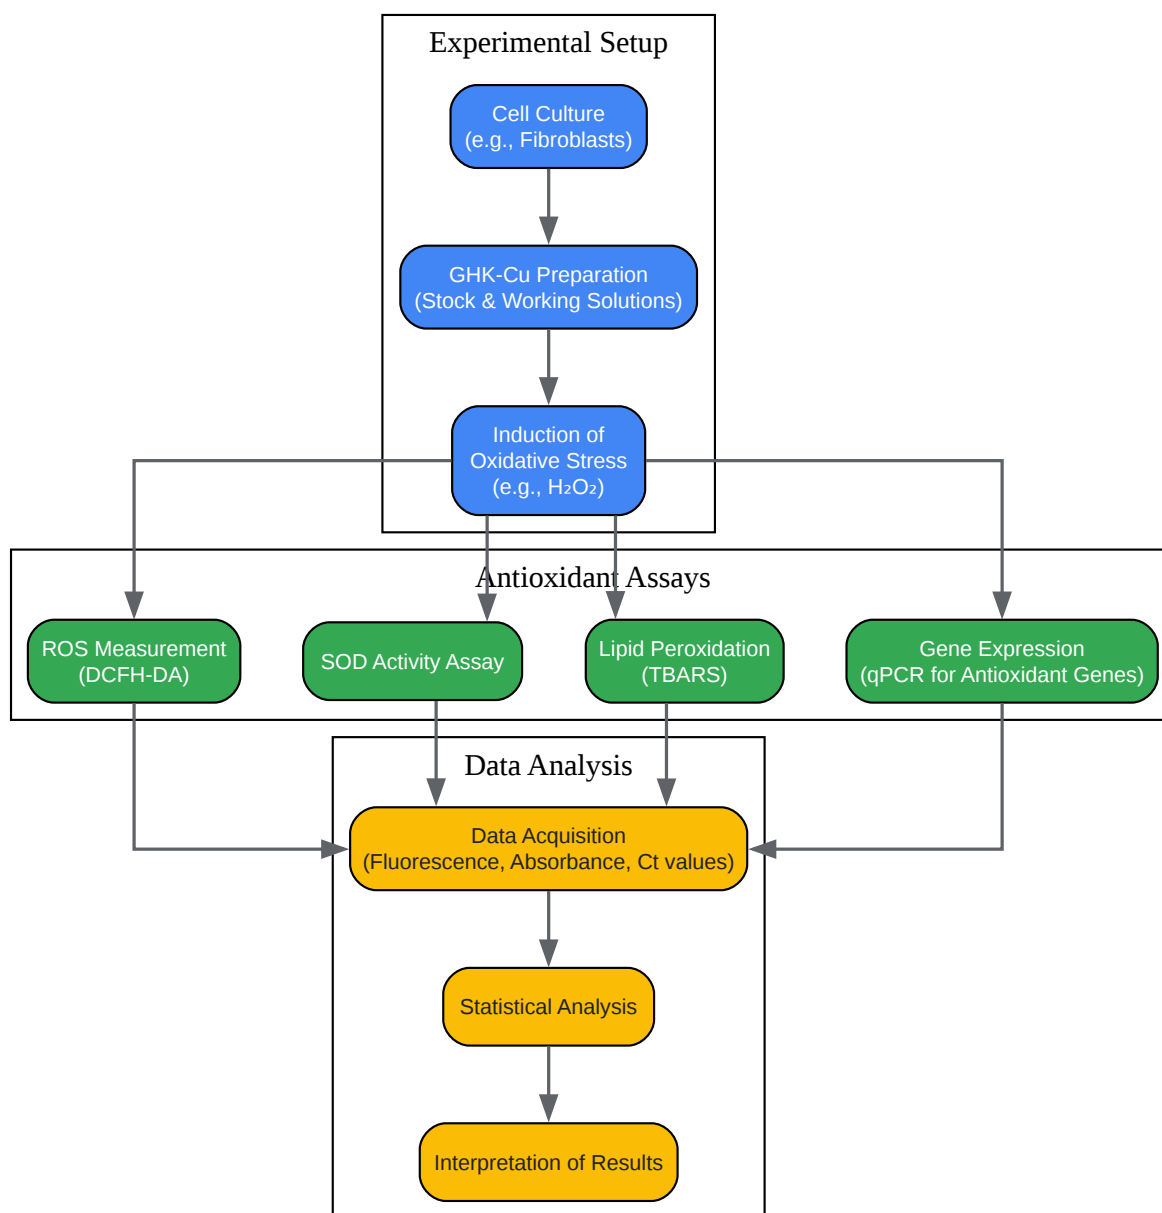 Experimental Setup
Cell Culture
(e.g., Fibroblasts)
GHK-Cu Preparation
(Stock & Working Solutions)
Induction of
Oxidative Stress
(e.g., H₂O₂)
Antioxidant Assays
ROS Measurement
(DCFH-DA)
SOD Activity Assay
Lipid Peroxidation
(TBARS)
Gene Expression
(qPCR for Antioxidant Genes)
Data Analysis
Data Acquisition
(Fluorescence, Absorbance, Ct values)
Statistical Analysis
Interpretation of Results